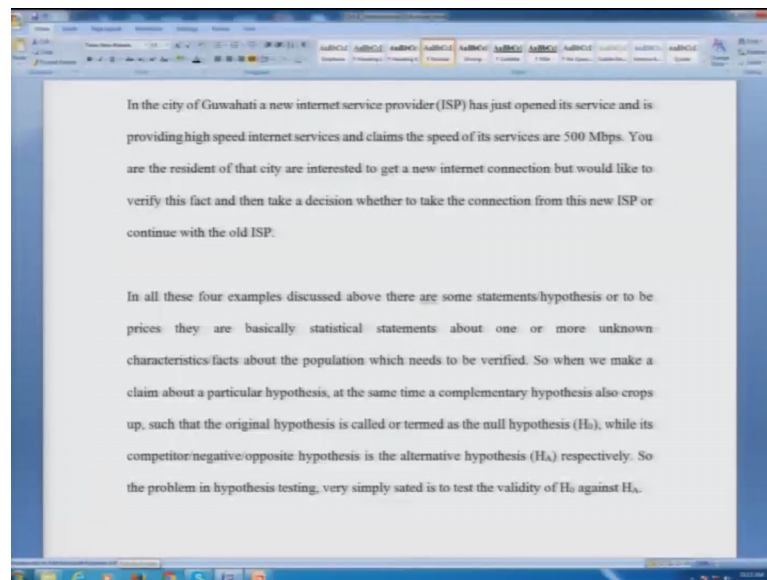 In the city of Guwahati a new internet service provider (ISP) has just opened its service and is
providing high speed internet services and claims the speed of its services are 500 Mbps. You
are the resident of that city are interested to get a new internet connection but would like to
verify this fact and then take a decision whether to take the connection from this new ISP or
continue with the old ISP.
In all these four examples discussed above there are some statements/hypothesis or to be
prices they are basically statistical statements about one or more unknown
characteristics/facts about the population which needs to be verified. So when we make a
claim about a particular hypothesis, at the same time a complementary hypothesis also crops
up, such that the original hypothesis is called or termed as the null hypothesis (H₀), while its
competitor/negative/opposite hypothesis is the alternative hypothesis (Hᴀ) respectively. So
the problem in hypothesis testing, very simply sated is to test the validity of H₀ against Hᴀ.